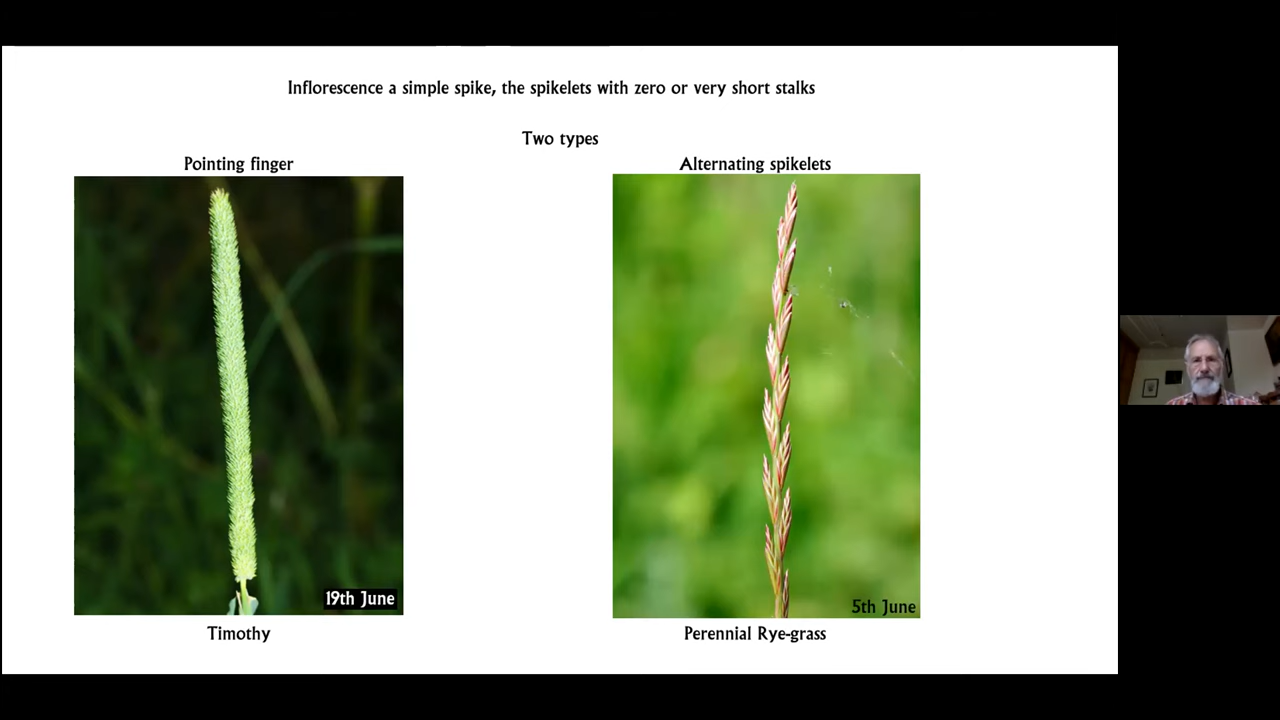 Inflorescence a simple spike, the spikelets with zero or very short stalks
Two types
Pointing finger
Alternating spikelets
19th June
5th June
Timothy
Perennial Rye-grass